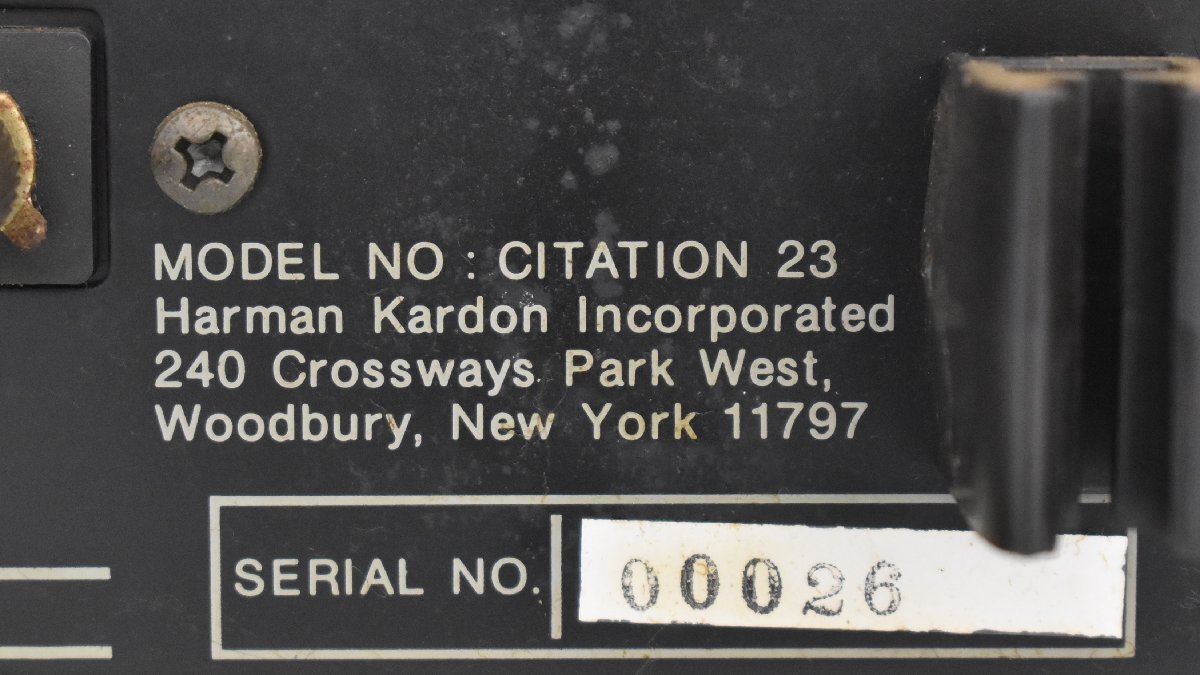 MODEL NO : CITATION 23
Harman Kardon Incorporated
240 Crossways Park West,
Woodbury, New York 11797
SERIAL NO. 00026